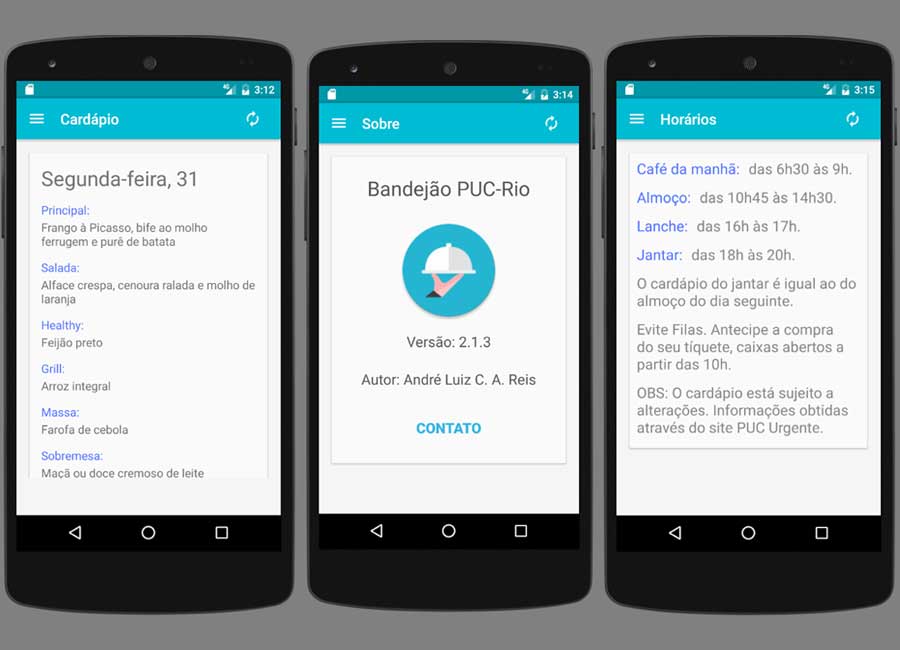 3:12
Cardápio
Segunda-feira, 31
Principal:
Frango à Picasso, bife ao molho
ferrugem e purê de batata
Salada:
Alface crespa, cenoura ralada e molho de
laranja
Healthy:
Feijão preto
Grill:
Arroz integral
Massa:
Farofa de cebola
Sobremesa:
Maçã ou doce cremoso de leite
3:14
Sobre
Bandejão PUC-Rio
Versão: 2.1.3
Autor: André Luiz C. A. Reis
CONTATO
3:15
Horários
Café da manhã: das 6h30 às 9h.
Almoço: das 10h45 às 14h30.
Lanche: das 16h às 17h.
Jantar: das 18h às 20h.
O cardápio do jantar é igual ao do
almoço do dia seguinte.
Evite Filas. Antecipe a compra
do seu tíquete, caixas abertos a
partir das 10h.
OBS: O cardápio está sujeito a
alterações. Informações obtidas
através do site PUC Urgente.